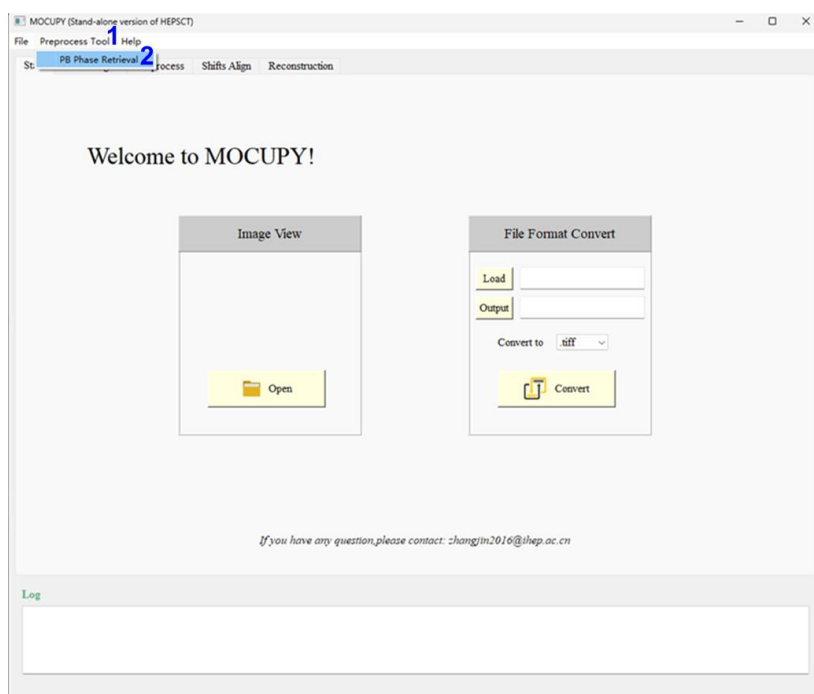 MOCUPY (Stand-alone version of HEPSCT)
File Preprocess Tool 1 Help
PB Phase Retrieval 2
St rocess Shifts Align Reconstruction
Welcome to MOCUPY!
Image View
File Format Convert
Load
Output
Convert to .tiff
Open
Convert
If you have any question,please contact: zhangjin2016@ihep.ac.cn
Log